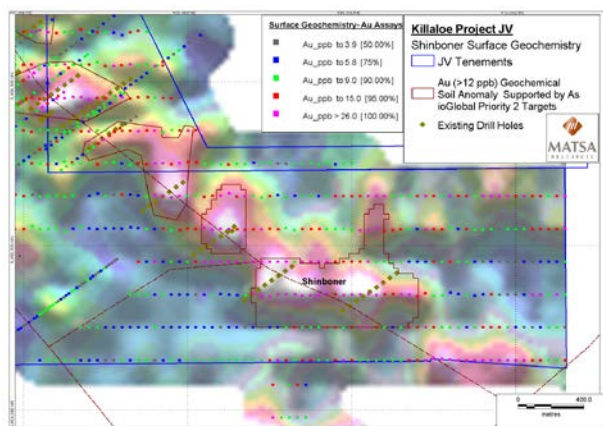 Surface Geochemistry- Au Assays
Au_ppb to 3.9 [50.00%]
Au_ppb to 5.8 [75%]
Au_ppb to 9.0 [90.00%]
Au_ppb to 15.0 [95.00%]
Au_ppb > 26.0 [100.00%]
Killaloe Project JV
Shinboner Surface Geochemistry
JV Tenements
Au (>12 ppb) Geochemical
Soil Anomaly Supported by As
ioGlobal Priority 2 Targets
Existing Drill Holes
MATSA
RESOURCES
Shinboner
0
400.0
metres